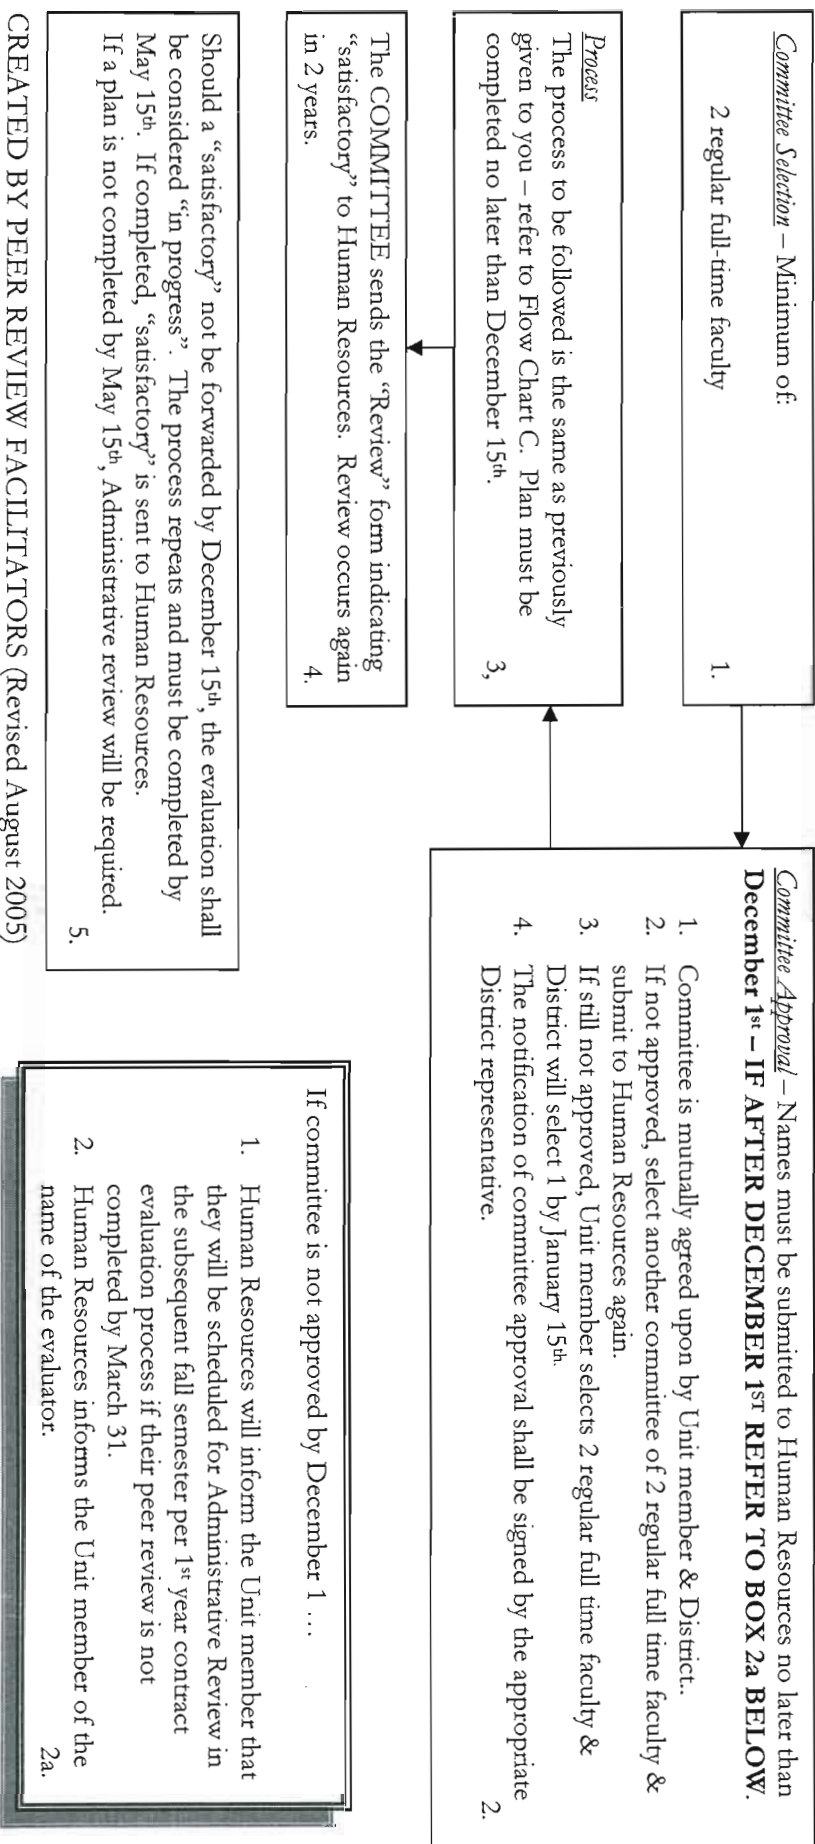 Committee Selection – Minimum of:
2 regular full-time faculty
1.
Committee Approval – Names must be submitted to Human Resources no later than
December 1st – IF AFTER DECEMBER 1ST REFER TO BOX 2a BELOW.
1. Committee is mutually agreed upon by Unit member & District..
2. If not approved, select another committee of 2 regular full time faculty &
submit to Human Resources again.
3. If still not approved, Unit member selects 2 regular full time faculty &
District will select 1 by January 15th.
4. The notification of committee approval shall be signed by the appropriate
District representative.
2.
Process
The process to be followed is the same as previously
given to you – refer to Flow Chart C. Plan must be
completed no later than December 15th.
3,
The COMMITTEE sends the “Review” form indicating
“satisfactory” to Human Resources. Review occurs again
in 2 years.
4.
If committee is not approved by December 1 …
1. Human Resources will inform the Unit member that
they will be scheduled for Administrative Review in
the subsequent fall semester per 1st year contract
evaluation process if their peer review is not
completed by March 31.
2. Human Resources informs the Unit member of the
name of the evaluator.
2a.
Should a “satisfactory” not be forwarded by December 15th, the evaluation shall
be considered “in progress”. The process repeats and must be completed by
May 15th. If completed, “satisfactory” is sent to Human Resources.
If a plan is not completed by May 15th, Administrative review will be required.
5.
CREATED BY PEER REVIEW FACILITATORS (Revised August 2005)